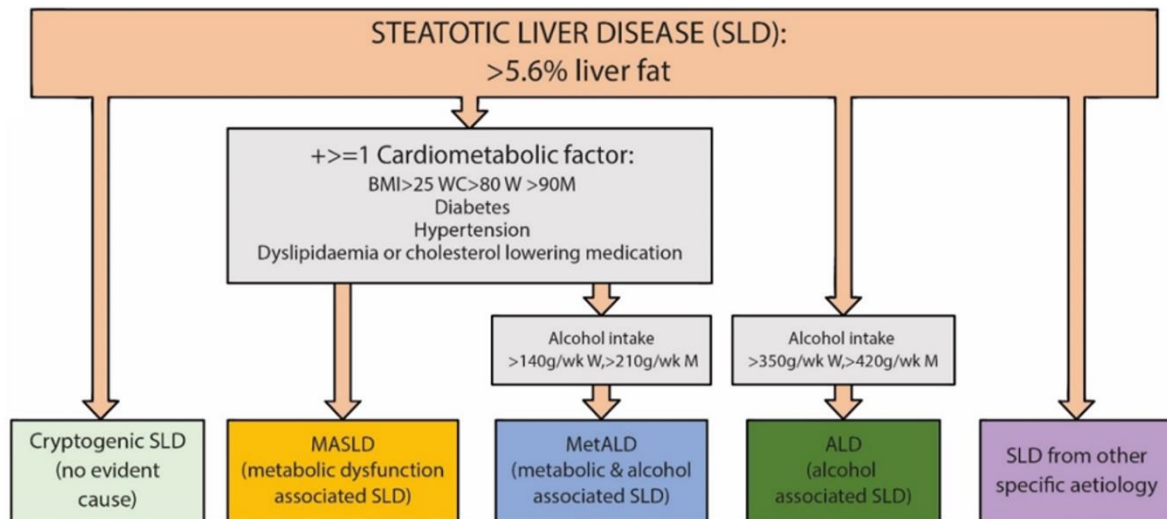 STEATOTIC LIVER DISEASE (SLD):
>5.6% liver fat
+>=1 Cardiometabolic factor:
BMI>25 WC>80 W >90M
Diabetes
Hypertension
Dyslipidaemia or cholesterol lowering medication
Alcohol intake
>140g/wk W,>210g/wk M
Alcohol intake
>350g/wk W,>420g/wk M
Cryptogenic SLD
(no evident
cause)
MASLD
(metabolic dysfunction
associated SLD)
MetALD
(metabolic & alcohol
associated SLD)
ALD
(alcohol
associated SLD)
SLD from other
specific aetiology